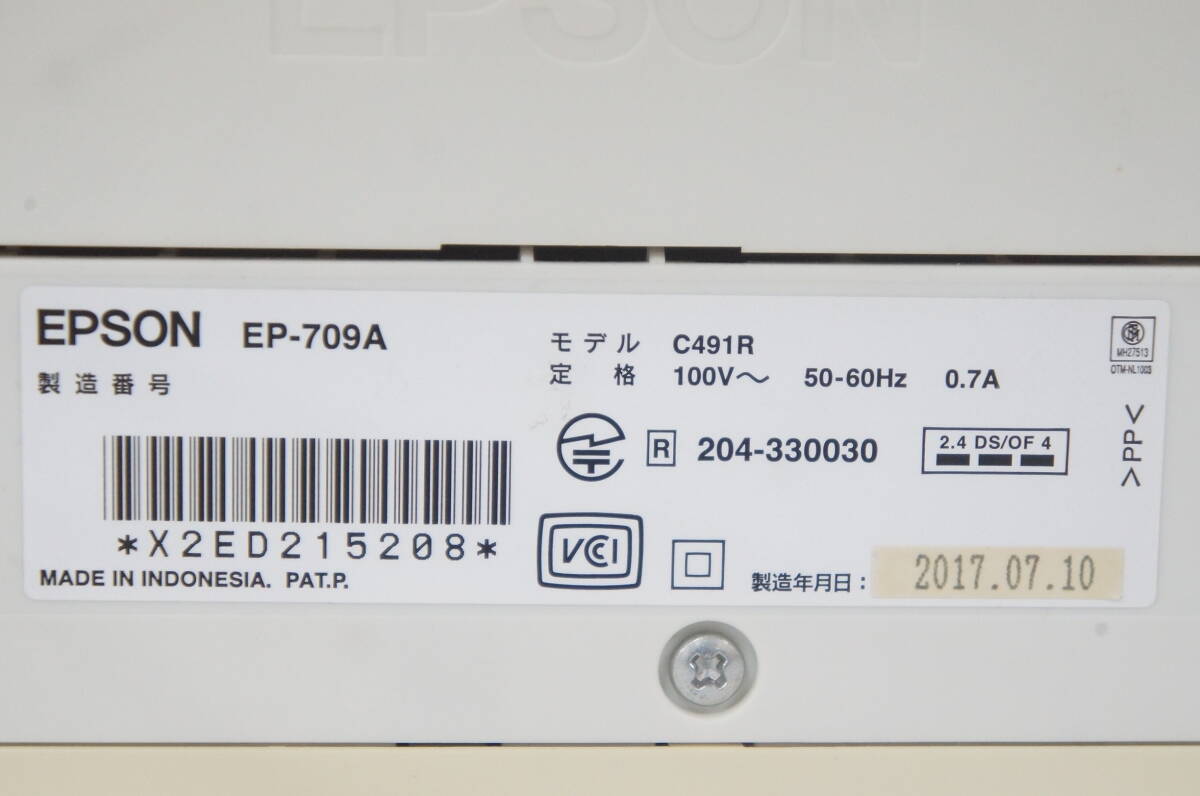 EPSON
EPSON EP-709A
製造番号
*X2ED215208*
MADE IN INDONESIA. PAT.P.
モデル C491R
定格 100V～ 50-60Hz 0.7A
R 204-330030
2.4 DS/OF 4
VCCI
製造年月日：2017.07.10
MH27513
OTM-NL1003
>PP<